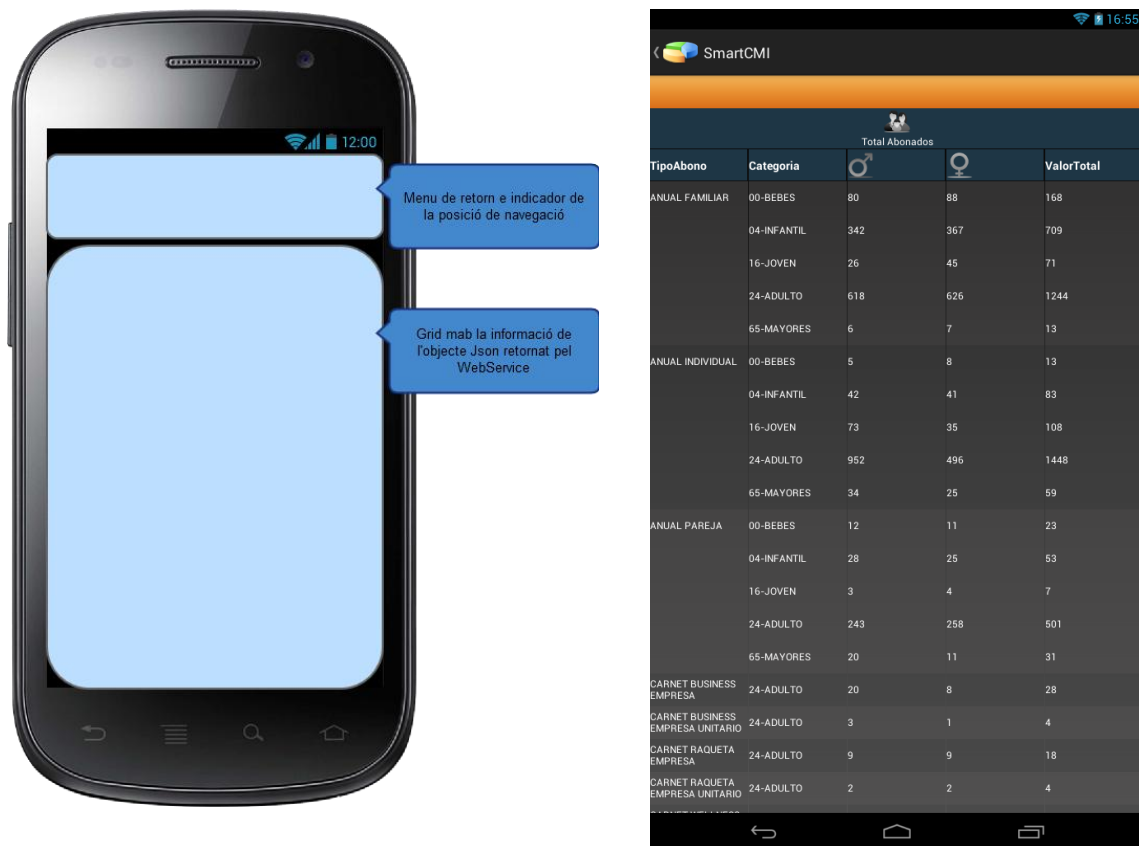 12:00
Menu de retorn e indicador de
la posició de navegació
Grid mab la informació de
l'objecte Json retornat pel
WebService
16:55
SmartCMI
Total Abonados
TipoAbono Categoria ValorTotal
ANUAL FAMILIAR 00-BEBES 80 88 168
04-INFANTIL 342 367 709
16-JOVEN 26 45 71
24-ADULTO 618 626 1244
65-MAYORES 6 7 13
ANUAL INDIVIDUAL 00-BEBES 5 8 13
04-INFANTIL 42 41 83
16-JOVEN 73 35 108
24-ADULTO 952 496 1448
65-MAYORES 34 25 59
ANUAL PAREJA 00-BEBES 12 11 23
04-INFANTIL 28 25 53
16-JOVEN 3 4 7
24-ADULTO 243 258 501
65-MAYORES 20 11 31
CARNET BUSINESS
EMPRESA 24-ADULTO 20 8 28
CARNET BUSINESS
EMPRESA UNITARIO 24-ADULTO 3 1 4
CARNET RAQUETA
EMPRESA 24-ADULTO 9 9 18
CARNET RAQUETA
EMPRESA UNITARIO 24-ADULTO 2 2 4